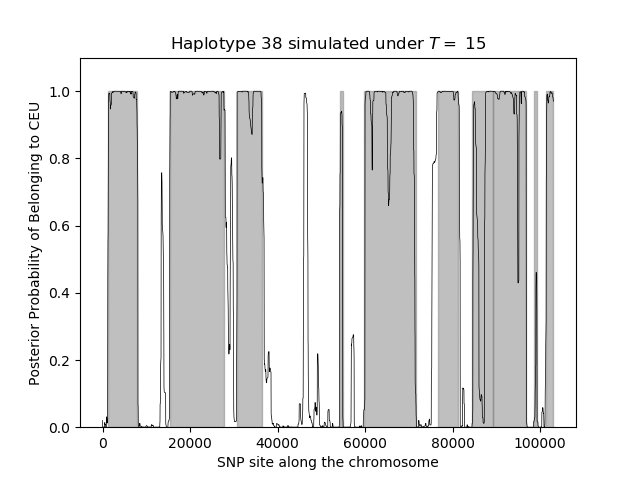 Haplotype 38 simulated under T = 15
Posterior Probability of Belonging to CEU
1.0
0.8
0.6
0.4
0.2
0.0
0 20000 40000 60000 80000 100000
SNP site along the chromosome